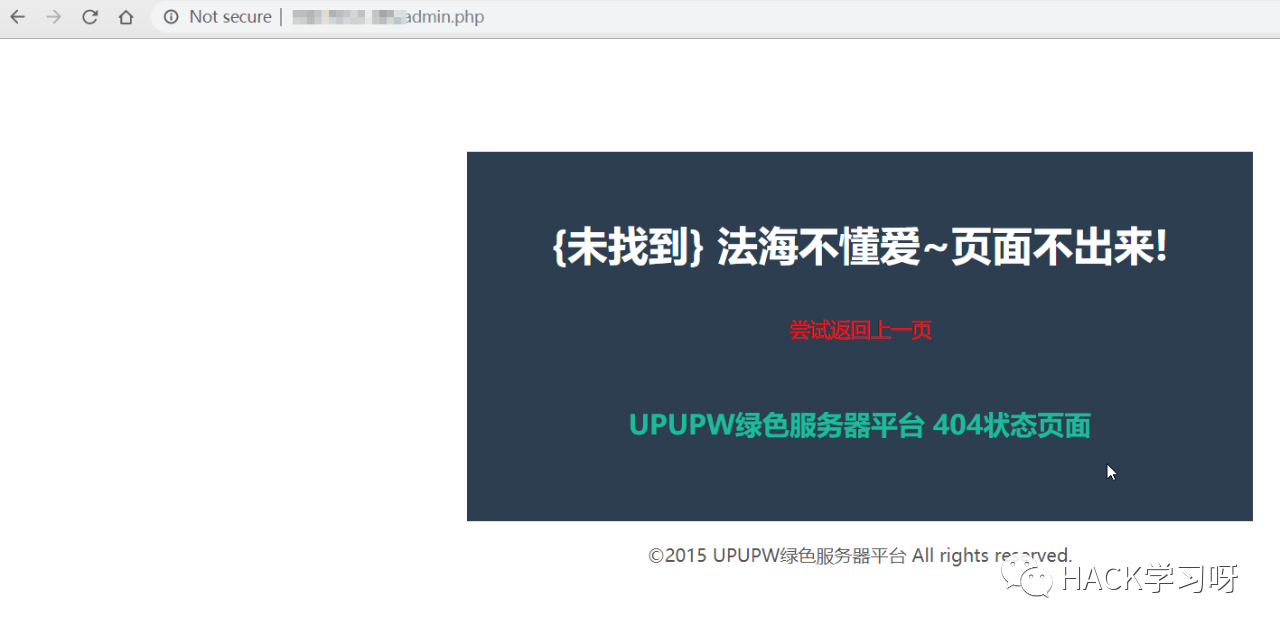 Not secure | admin.php
{未找到} 法海不懂爱~页面不出来!
尝试返回上一页
UPUPW绿色服务器平台 404状态页面
©2015 UPUPW绿色服务器平台 All rights reserved.
HACK学习呀